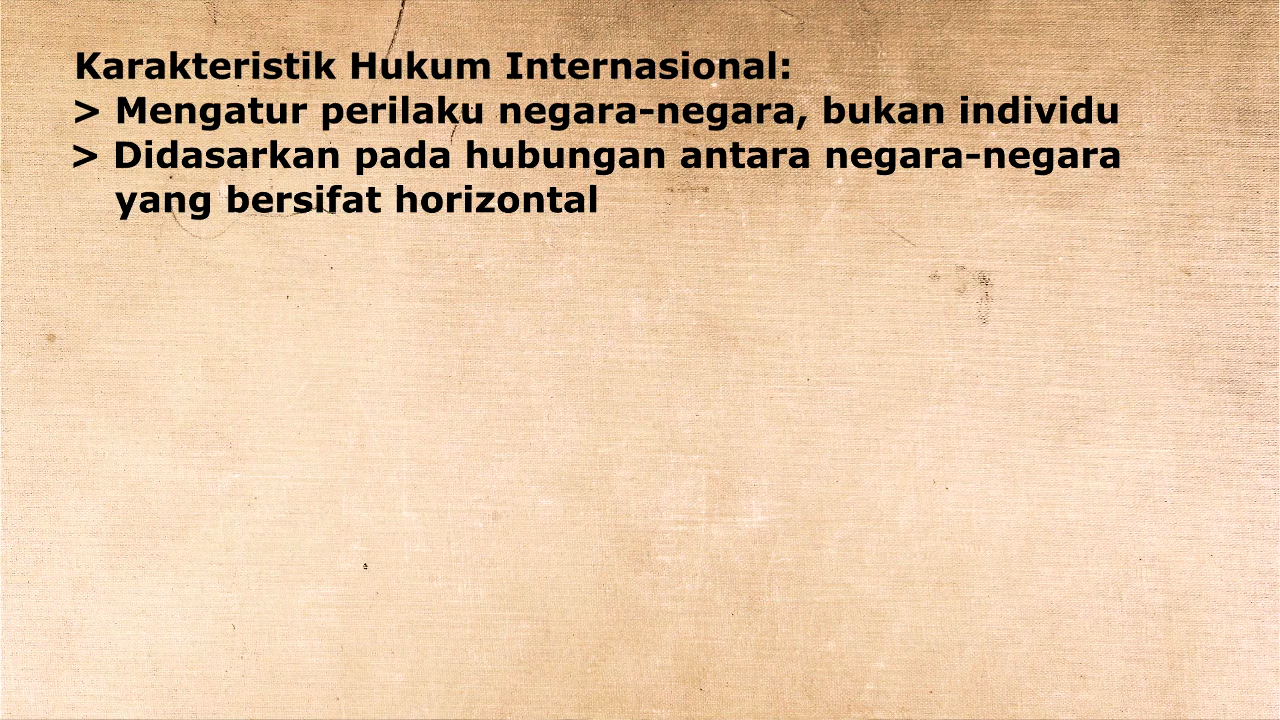 Karakteristik Hukum Internasional:
> Mengatur perilaku negara-negara, bukan individu
> Didasarkan pada hubungan antara negara-negara
yang bersifat horizontal